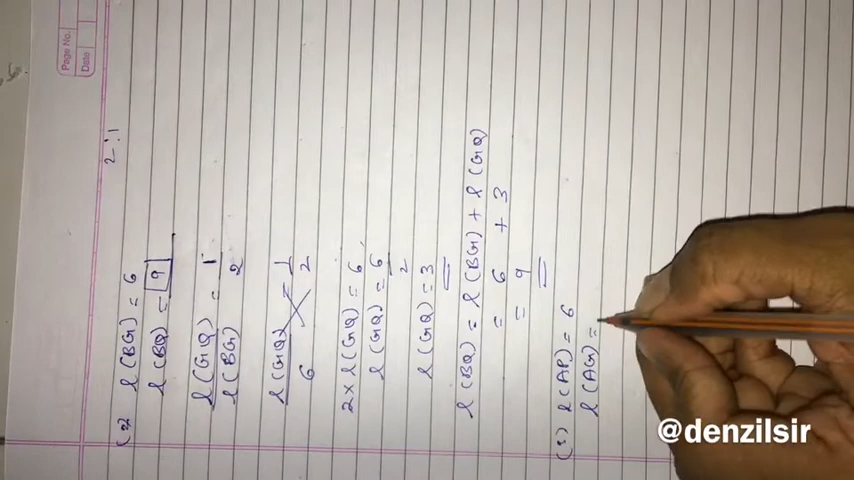 Page No.
Date
2:1
(2) l(BG) = 6
l(BQ) = 9
l(GQ) = 1
l(BG) 2
l(GQ) = 1
6 2
2 x l(GQ) = 6
l(GQ) = 6
2
l(GQ) = 3
l(BQ) = l(BG) + l(GQ)
= 6 + 3
= 9
(3) l(AP) = 6
l(AG) =
@denzilsir